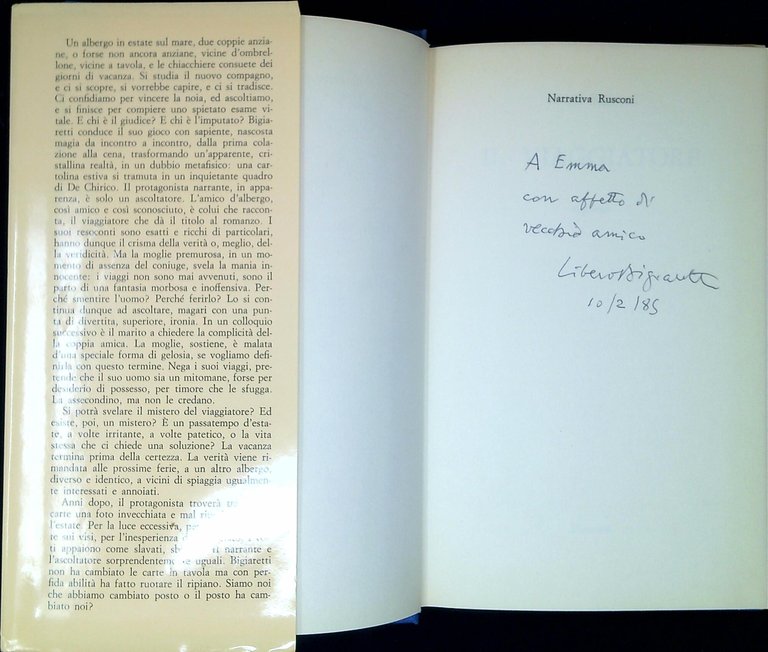 Un albergo in estate sul mare, due coppie anzia-
ne, o forse non ancora anziane, vicine d'ombrel-
lone, vicine a tavola, e le chiacchiere consuete dei
giorni di vacanza. Si studia il nuovo compagno,
e ci si scopre, si vorrebbe capire, e ci si tradisce.
Ci confidiamo per vincere la noia, ed ascoltiamo,
e si finisce per compiere uno spietato esame vi-
tale. E chi è il giudice? E chi è l'imputato? Bigia-
retti conduce il suo gioco con sapiente, nascosta
magia da incontro a incontro, dalla prima cola-
zione alla cena, trasformando un'apparente, cri-
stallina realtà, in un dubbio metafisico: una car-
tolina estiva si tramuta in un inquietante quadro
di De Chirico. Il protagonista narrante, in appa-
renza, è solo un ascoltatore. L'amico d'albergo,
così amico e così sconosciuto, è colui che raccon-
ta, il viaggiatore che dà il titolo al romanzo. I
suoi resoconti sono esatti e ricchi di particolari,
hanno dunque il crisma della verità o, meglio, del-
la veridicità. Ma la moglie premurosa, in un mo-
mento di assenza del coniuge, svela la mania in-
nocente: i viaggi non sono mai avvenuti, sono il
parto di una fantasia morbosa e inoffensiva. Per-
ché smentire l'uomo? Perché ferirlo? Lo si con-
tinua dunque ad ascoltare, magari con una pun-
ta di divertita, superiore, ironia. In un colloquio
successivo è il marito a chiedere la complicità del-
la coppia amica. La moglie, sostiene, è malata
d'una speciale forma di gelosia, se vogliamo defi-
nirla con questo termine. Nega i suoi viaggi, pre-
tende che il suo uomo sia un mitomane, forse per
desiderio di possesso, per timore che le sfugga.
La assecondino, ma non le credano.
Si potrà svelare il mistero del viaggiatore? Ed
esiste, poi, un mistero? È un passatempo d'esta-
te, a volte irritante, a volte patetico, o la vita
stessa che ci chiede una soluzione? La vacanza
termina prima della certezza. La verità viene ri-
mandata alle prossime ferie, a un altro albergo,
diverso e identico, a vicini di spiaggia ugualmen-
te interessati e annoiati.
Anni dopo, il protagonista troverà
carte una foto invecchiata e mal
l'estate. Per la luce eccessiva,
sui visi, per l'inesperienza
ti appaiono come slavati, narrante e
l'ascoltatore sorprendentemente uguali. Bigiaretti
non ha cambiato le carte in tavola ma con per-
fida abilità ha fatto ruotare il ripiano. Siamo noi
che abbiamo cambiato posto o il posto ha cam-
biato noi?
Narrativa Rusconi
A Emma
con affetto di
vecchio amico
Libero Bigiaretti
10/2/85